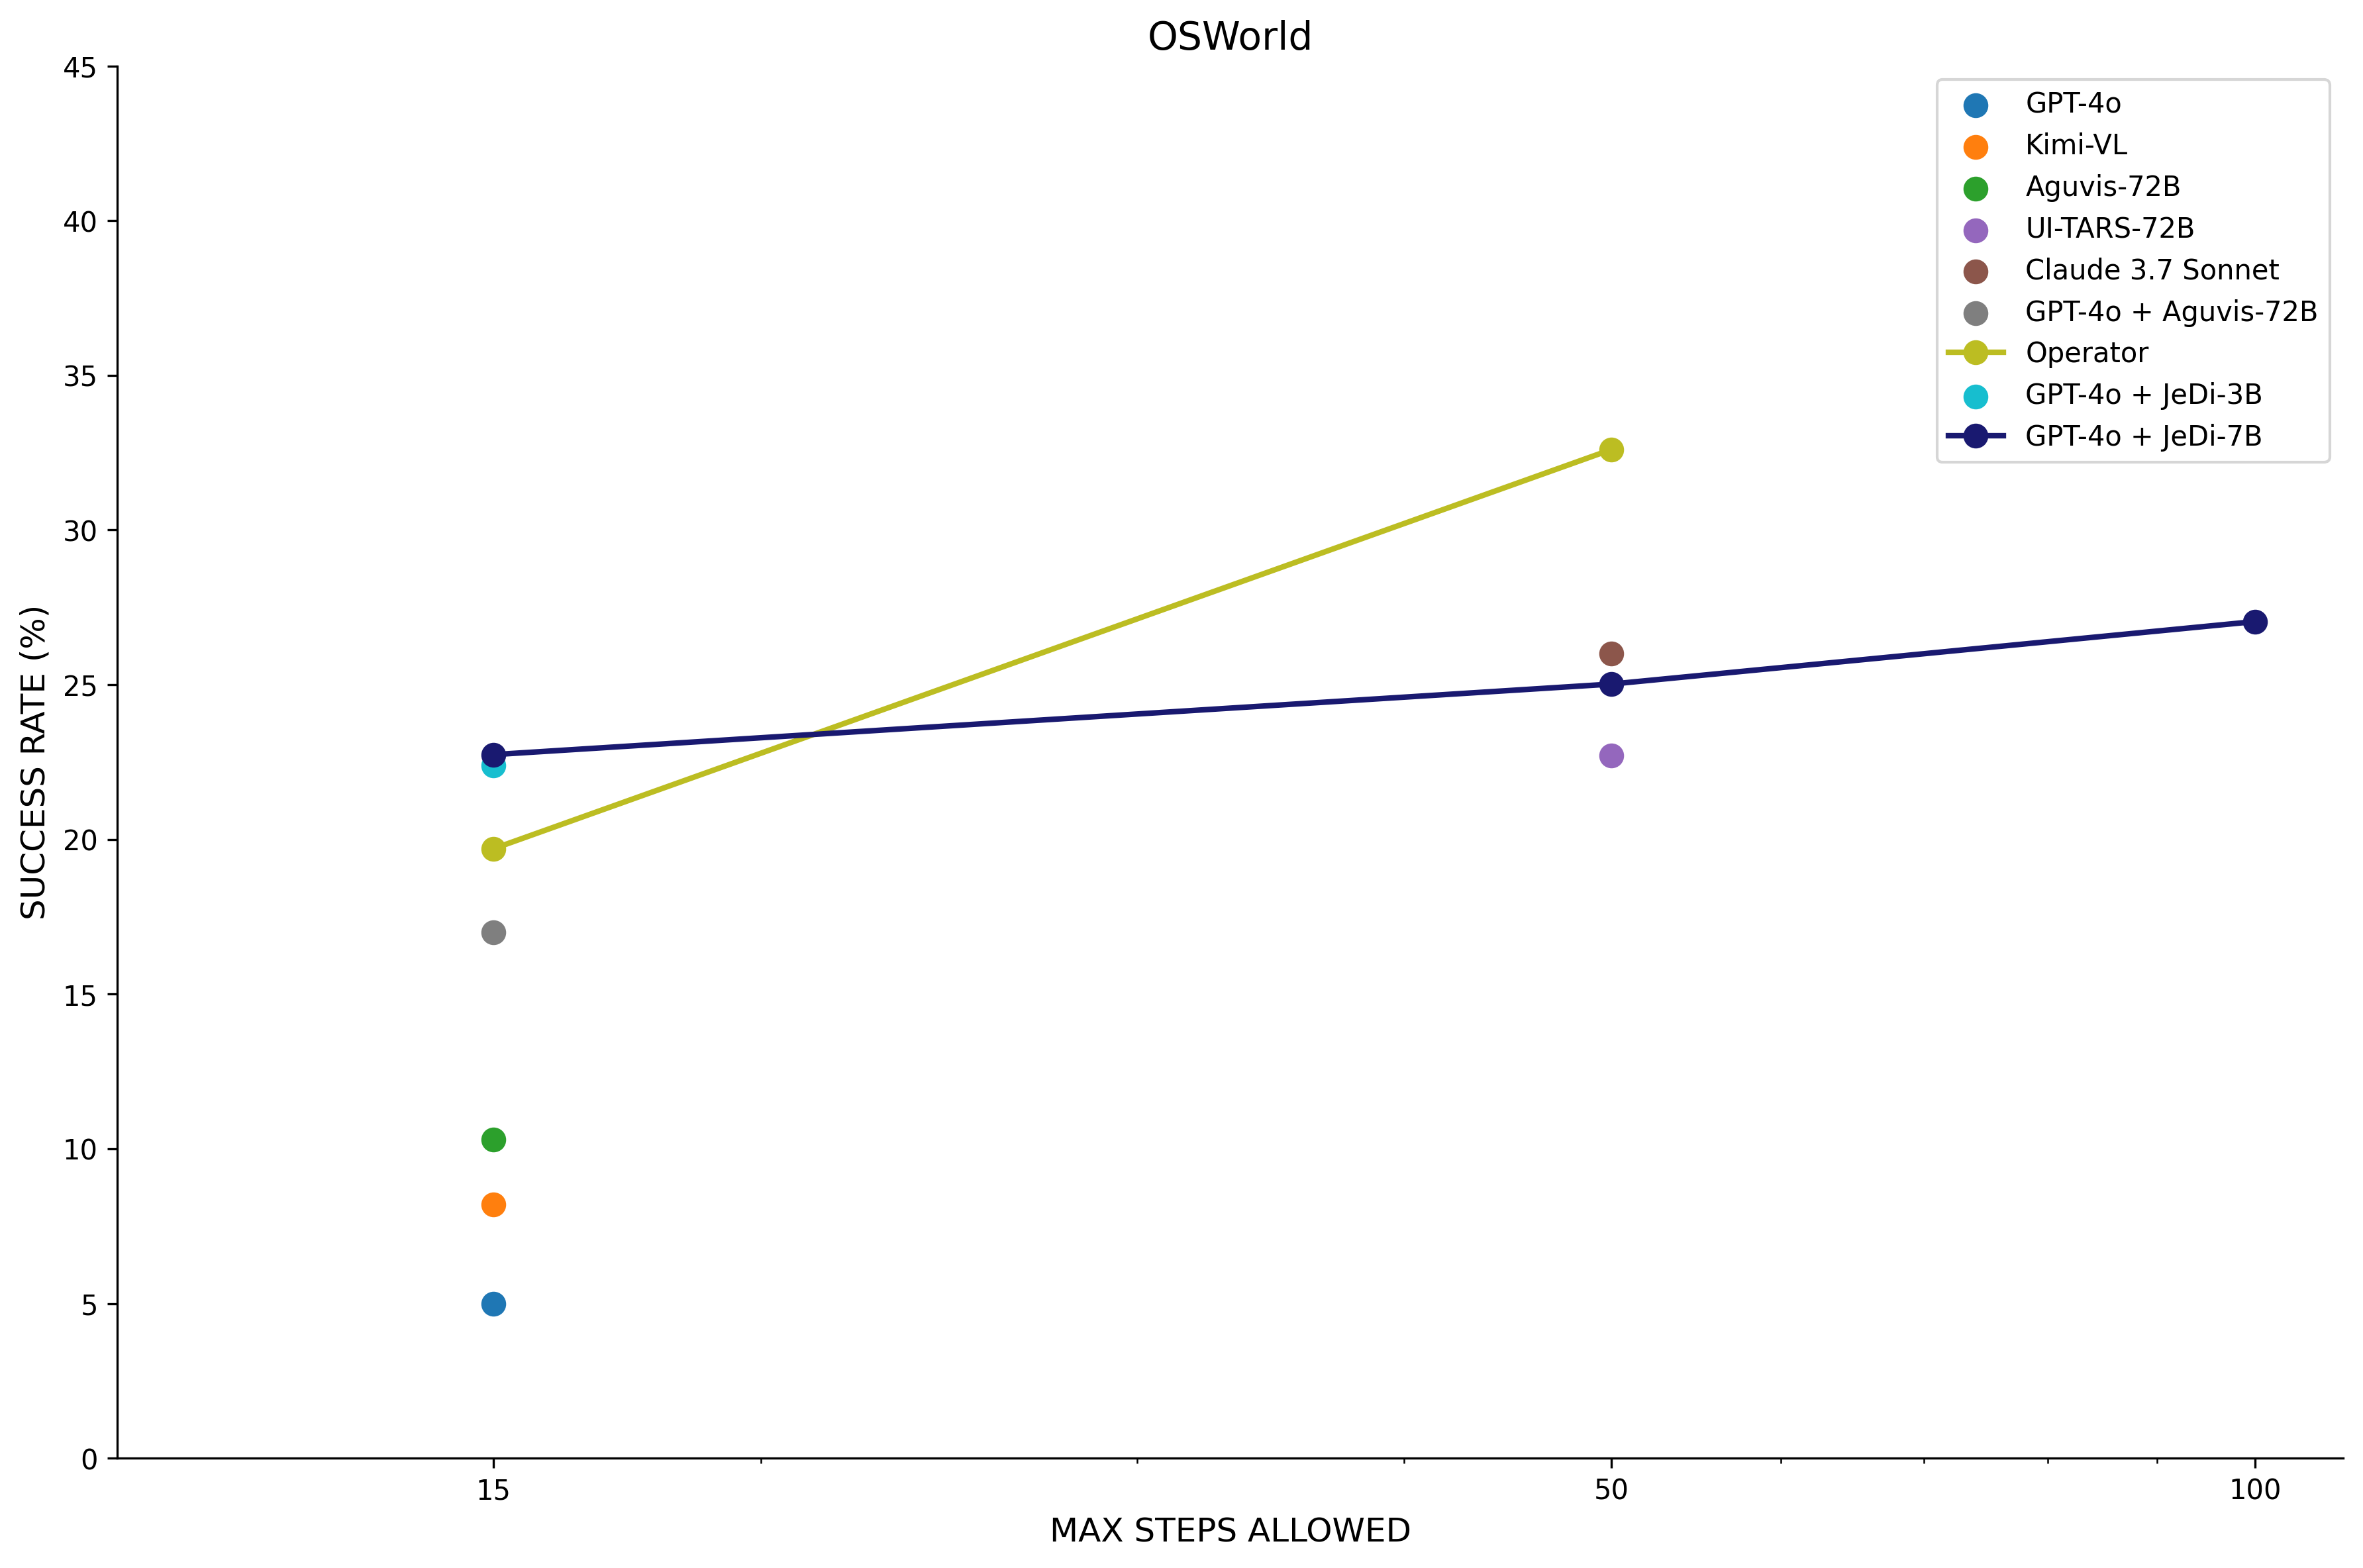 OSWorld
45
40
35
30
25
20
15
10
5
0
SUCCESS RATE (%)
GPT-4o
Kimi-VL
Aguvis-72B
UI-TARS-72B
Claude 3.7 Sonnet
GPT-4o + Aguvis-72B
Operator
GPT-4o + JeDi-3B
GPT-4o + JeDi-7B
15 50 100
MAX STEPS ALLOWED